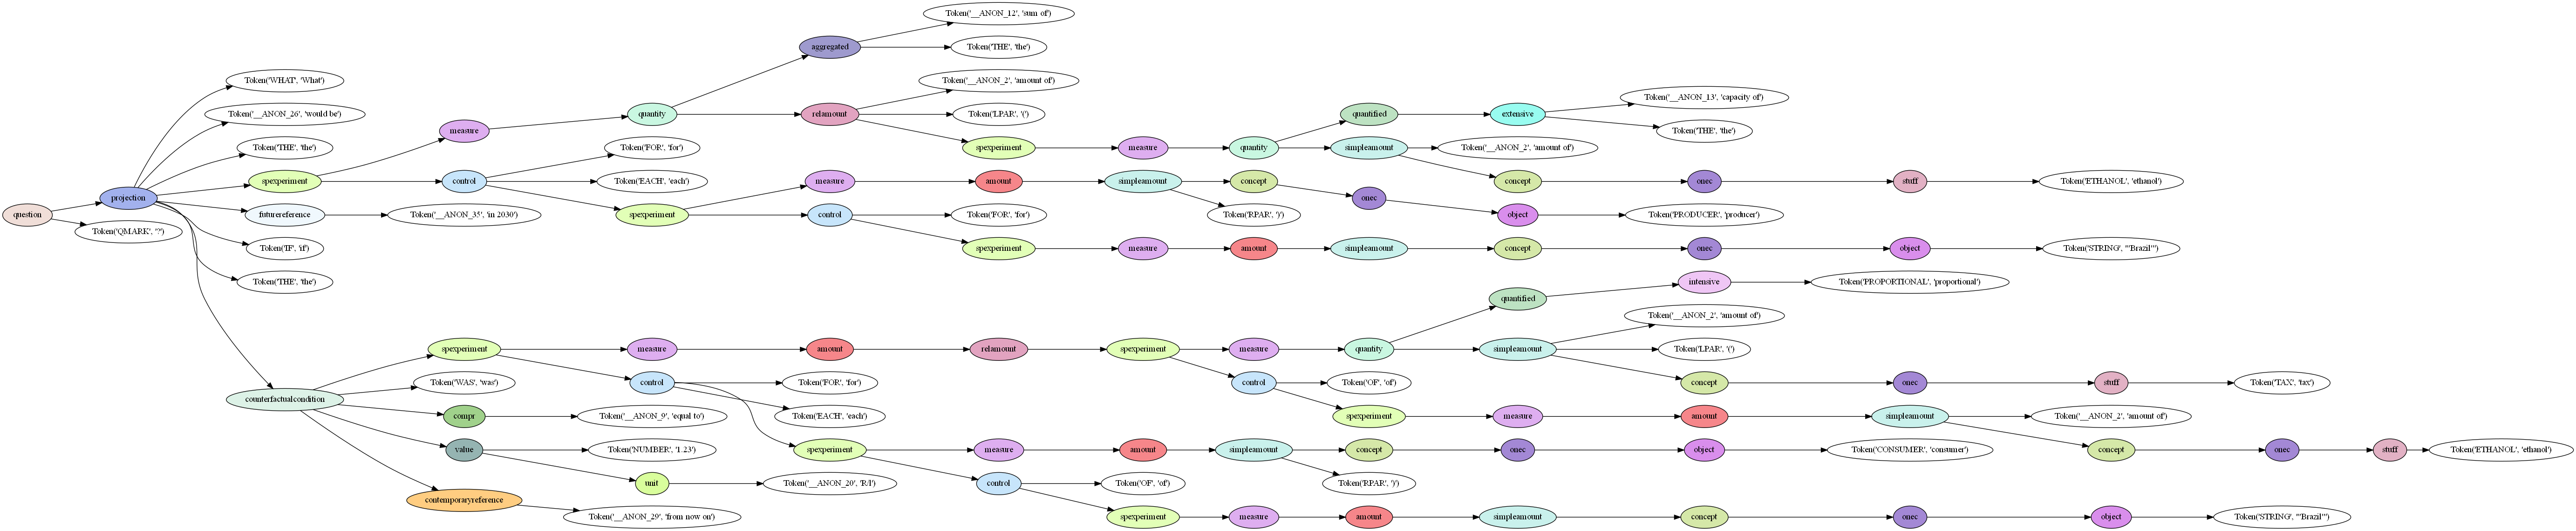 Token('__ANON_12', 'sum of')
aggregated
Token('THE', 'the')
Token('WHAT', 'What')
Token('__ANON_2', 'amount of')
Token('__ANON_13', 'capacity of')
Token('__ANON_26', 'would be')
quantity
relamount
Token('LPAR', '(')
quantified
extensive
measure
Token('THE', 'the')
Token('THE', 'the')
Token('FOR', 'for')
spexperiment
measure
quantity
simpleamount
Token('__ANON_2', 'amount of')
spexperiment
control
Token('EACH', 'each')
measure
amount
simpleamount
concept
concept
onec
stuff
Token('ETHANOL', 'ethanol')
projection
onec
question
futurereference
Token('__ANON_35', 'in 2030')
spexperiment
control
Token('FOR', 'for')
Token('RPAR', ')')
object
Token('PRODUCER', 'producer')
Token('QMARK', '?')
Token('IF', 'if')
spexperiment
measure
amount
simpleamount
concept
onec
object
Token('STRING', '"Brazil"')
Token('THE', 'the')
intensive
Token('PROPORTIONAL', 'proportional')
quantified
Token('__ANON_2', 'amount of')
spexperiment
measure
amount
relamount
spexperiment
measure
quantity
simpleamount
Token('LPAR', '(')
Token('WAS', 'was')
control
Token('FOR', 'for')
control
Token('OF', 'of')
concept
onec
stuff
Token('TAX', 'tax')
counterfactualcondition
compr
Token('__ANON_9', 'equal to')
Token('EACH', 'each')
spexperiment
measure
amount
simpleamount
Token('__ANON_2', 'amount of')
value
Token('NUMBER', '1.23')
spexperiment
measure
amount
simpleamount
concept
onec
object
Token('CONSUMER', 'consumer')
concept
onec
stuff
Token('ETHANOL', 'ethanol')
unit
Token('__ANON_20', 'R/l')
control
Token('OF', 'of')
Token('RPAR', ')')
contemporaryreference
Token('__ANON_29', 'from now on')
spexperiment
measure
amount
simpleamount
concept
onec
object
Token('STRING', '"Brazil"')